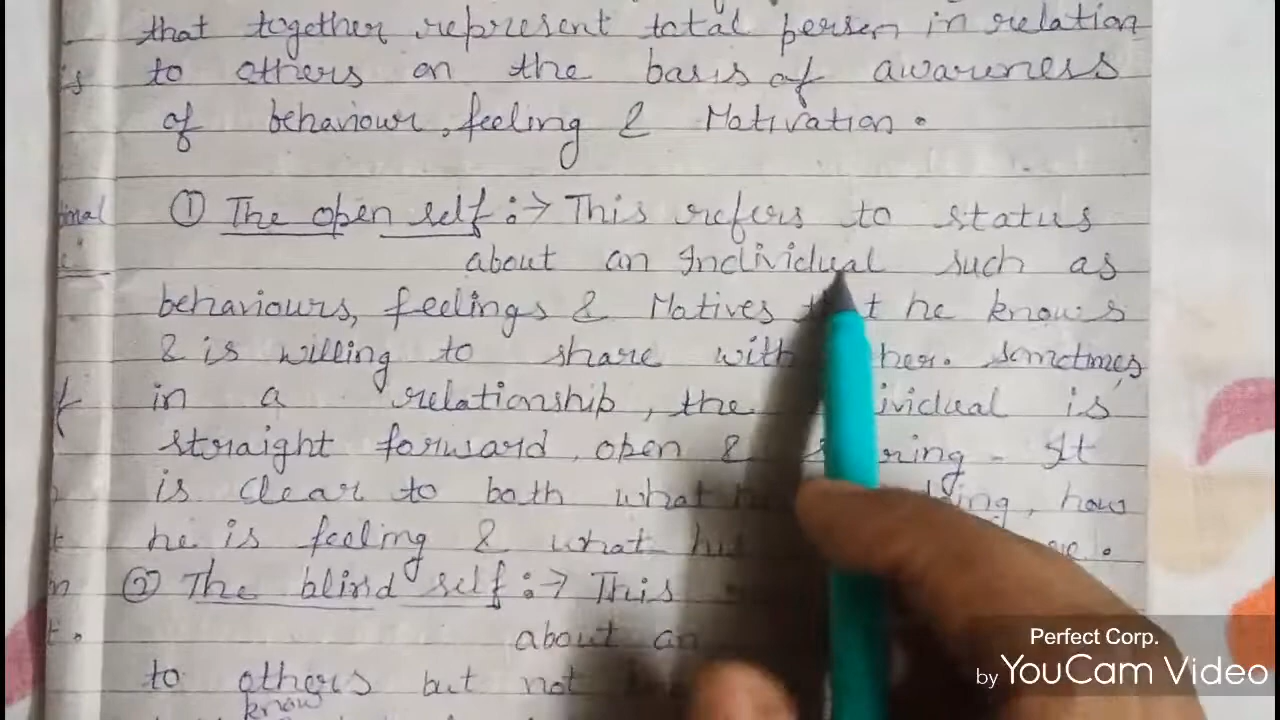 that together represent total person in relation
is to others on the basis of awareness
of behaviour, feeling & Motivation.
① The open self :→ This refers to status
about an Individual such as
behaviours, feelings & Motives he knows
& is willing to share with. Sometimes
in a relationship, the is
straight forward, open & It
is clear to both what, how
he is feeling & what
② The blind self :→ This
about an
to others but not
know
Perfect Corp.
by YouCam Video